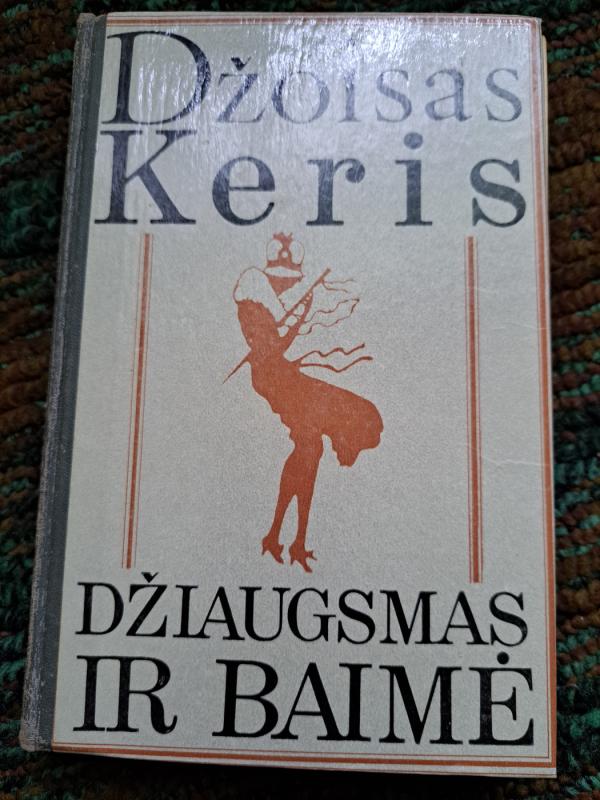 Džoisas
Keris
DŽIAUGSMAS
IR BAIMĖ